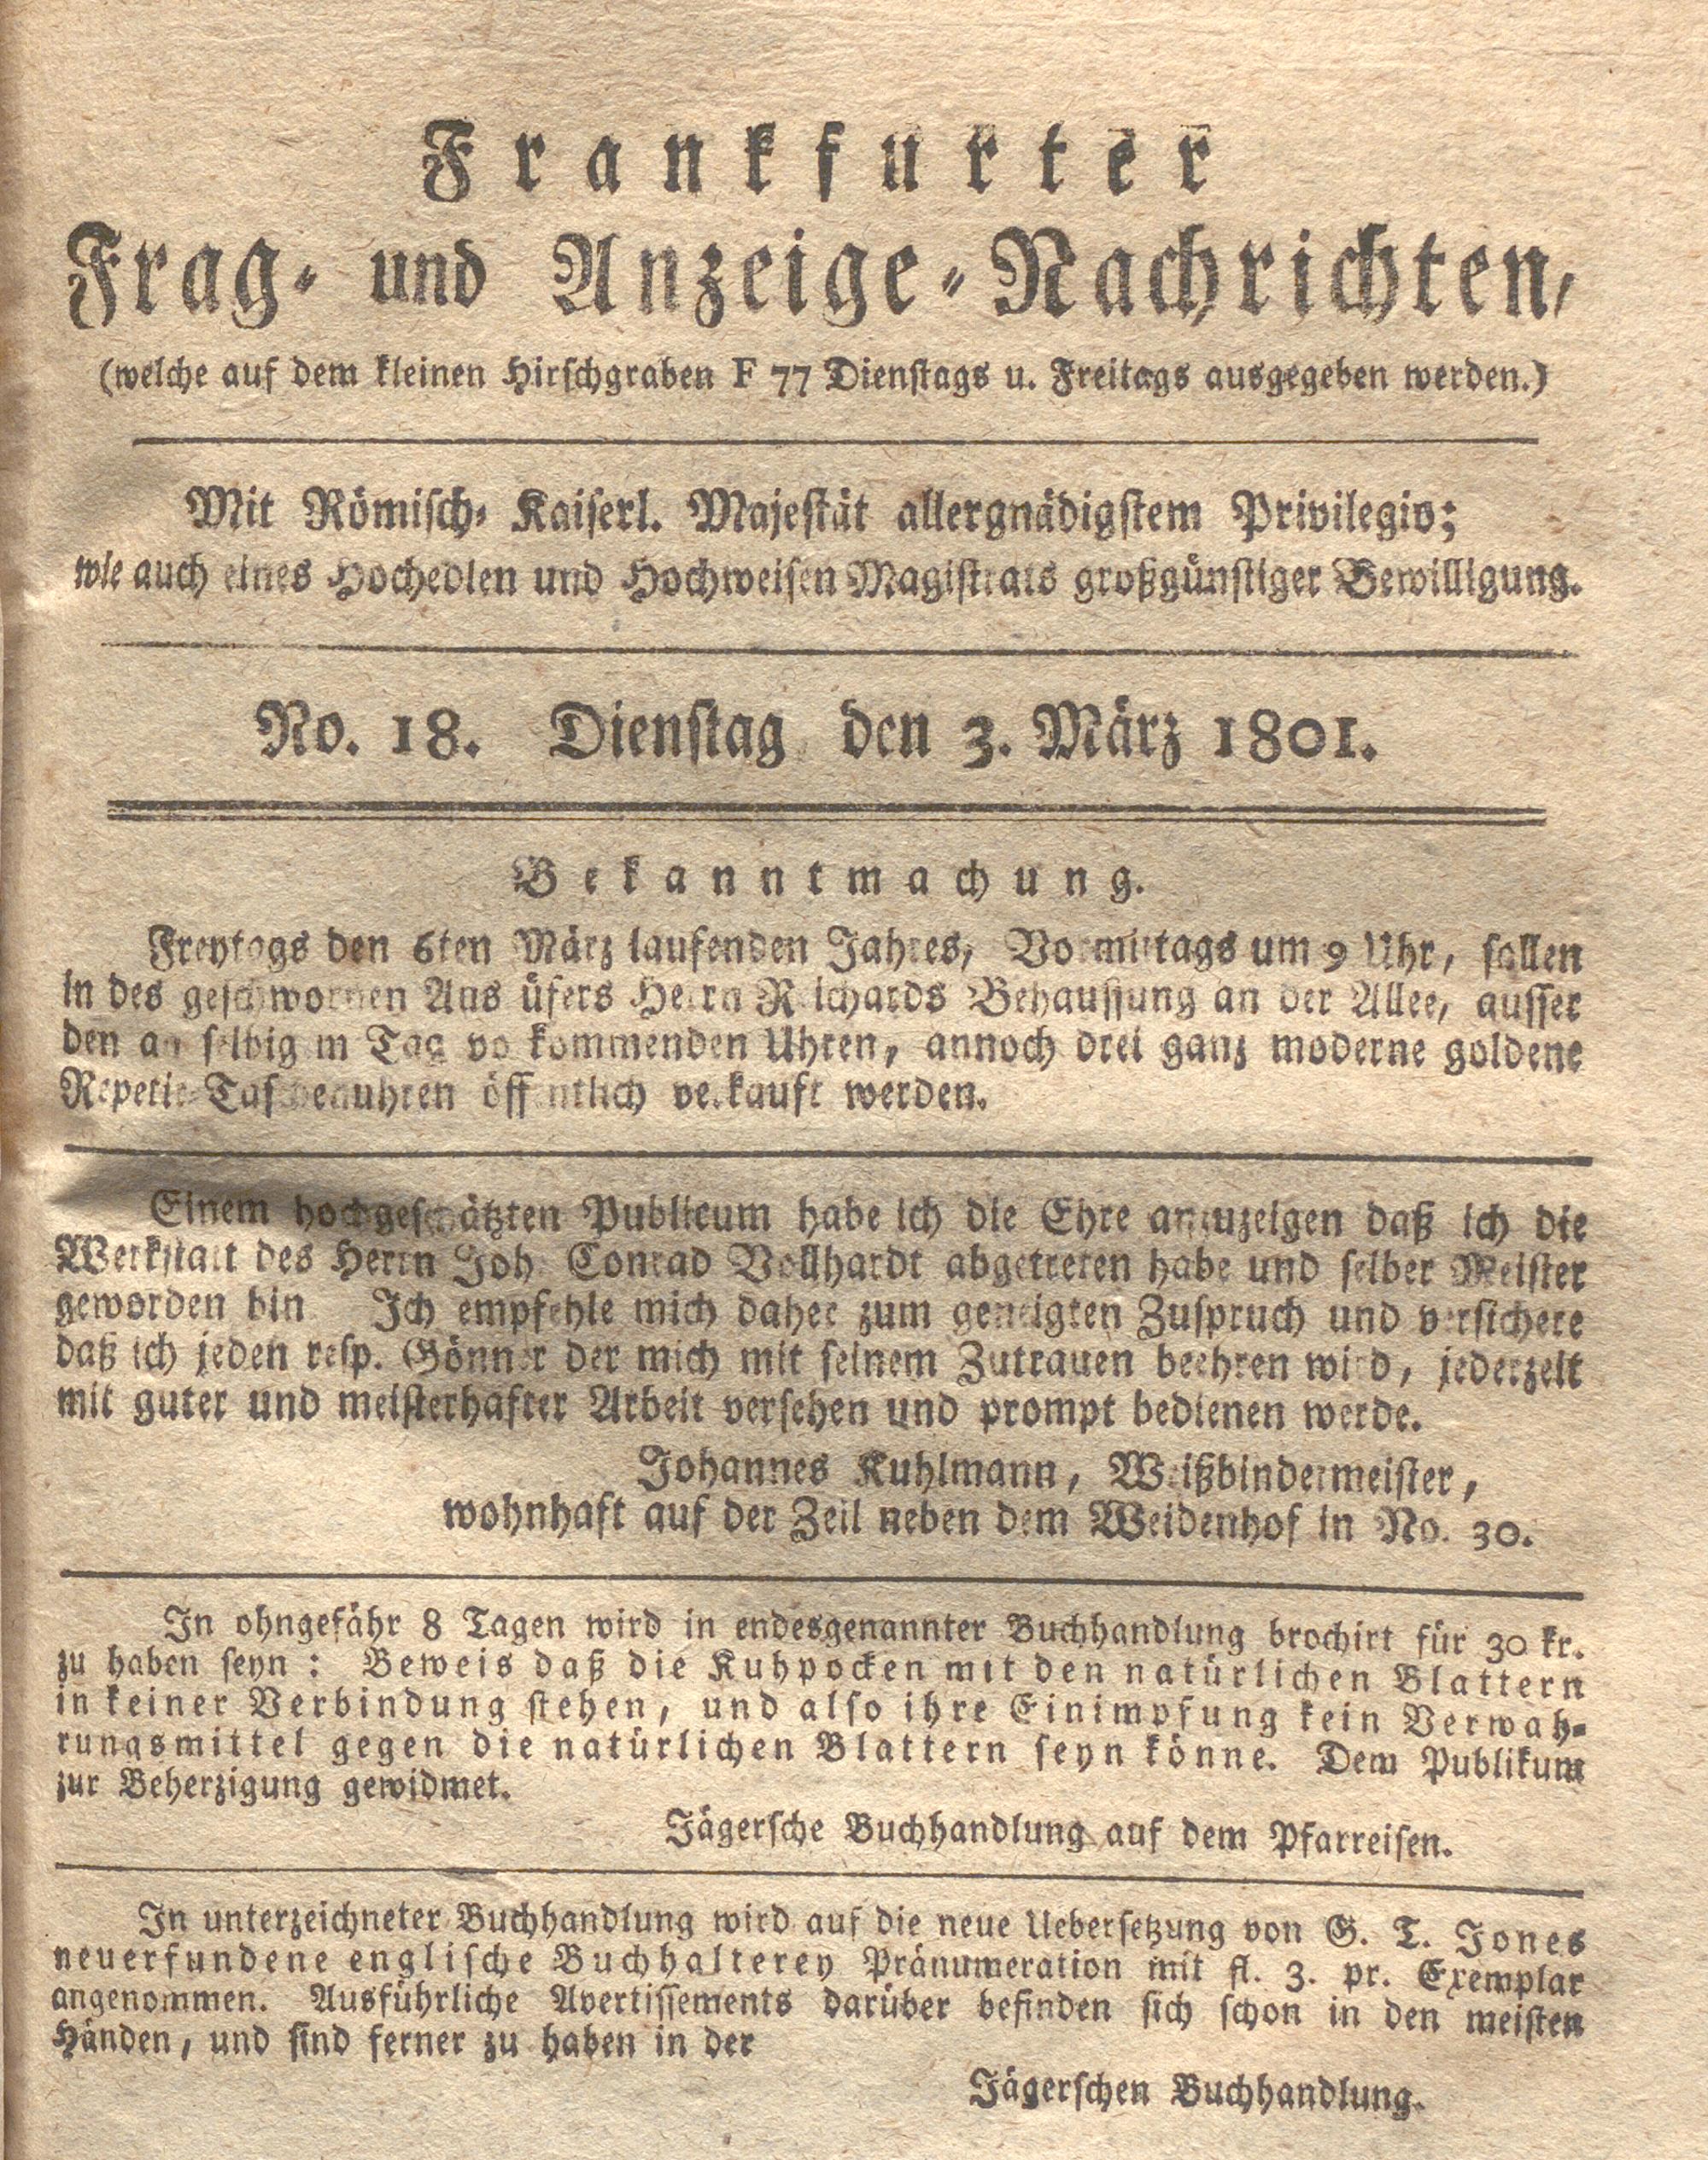 Frankfurter
Frag- und Anzeige-Nachrichten,
(welche auf dem kleinen Hirschgraben F 77 Dienstags u. Freitags ausgegeben werden.)
Mit Römisch- Kaiserl. Majestät allergnädigstem Privilegio;
wie auch eines Hochedlen und Hochweisen Magistrats großgünstiger Bewilligung.
No. 18. Dienstag den 3. März 1801.
Bekanntmachung.
Freytags den 6ten März laufenden Jahres, Vormittags um 9 Uhr, sollen
in des geschwornen Ausrüfers Herrn Reichards Behaussung an der Allee, ausser
den an selbigem Tag vorkommenden Uhren, annoch drei ganz moderne goldene
Repetir-Taschenuhren öffentlich verkauft werden.
Einem hochgeschätzten Publicum habe ich die Ehre anzuzeigen daß ich die
Werkstatt des Herrn Joh. Conrad Vollhardt abgetreten habe und selber Meister
geworden bin Ich empfehle mich daher zum geneigten Zuspruch und versichere
daß ich jeden resp. Gönner der mich mit seinem Zutrauen beehren wird, jederzeit
mit guter und meisterhafter Arbeit versehen und prompt bedienen werde.
Johannes Kuhlmann, Weißbindermeister,
wohnhaft auf der Zeil neben dem Weidenhof in No. 30.
In ohngefähr 8 Tagen wird in endesgenannter Buchhandlung brochirt für 30 kr.
zu haben seyn: Beweis daß die Kuhpocken mit den natürlichen Blattern
in keiner Verbindung stehen, und also ihre Einimpfung kein Verwah-
rungsmittel gegen die natürlichen Blattern seyn könne. Dem Publikum
zur Beherzigung gewidmet.
Jägersche Buchhandlung auf dem Pfarreisen.
In unterzeichneter Buchhandlung wird auf die neue Uebersetzung von G. T. Jones
neuerfundene englische Buchhalterey Pränumeration mit fl. 3. pr. Exemplar
angenommen. Ausführliche Avertissements darüber befinden sich schon in den meisten
Händen, und sind ferner zu haben in der
Jägerschen Buchhandlung.